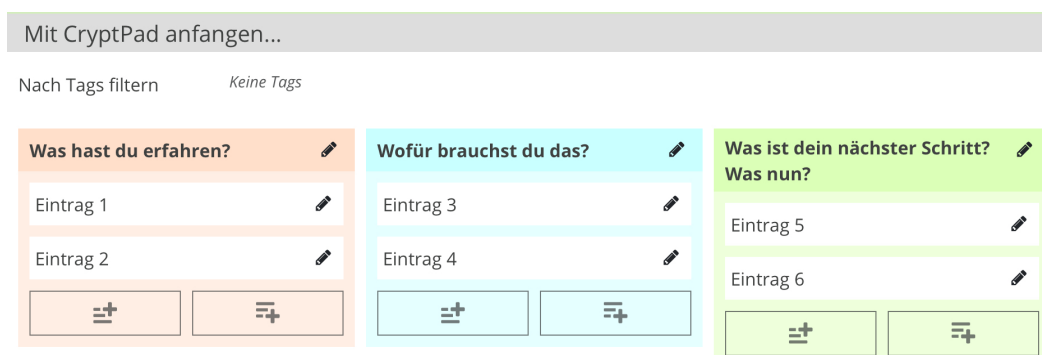 Mit CryptPad anfangen...
Nach Tags filtern
Keine Tags
Was hast du erfahren?
Eintrag 1
Eintrag 2
Wofür brauchst du das?
Eintrag 3
Eintrag 4
Was ist dein nächster Schritt?
Was nun?
Eintrag 5
Eintrag 6